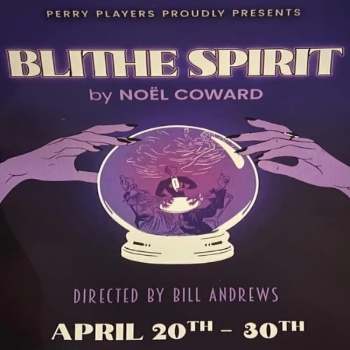 PERRY PLAYERS PROUDLY PRESENTS
BLITHE SPIRIT
by NOËL COWARD
DIRECTED BY BILL ANDREWS
APRIL 20TH – 30TH